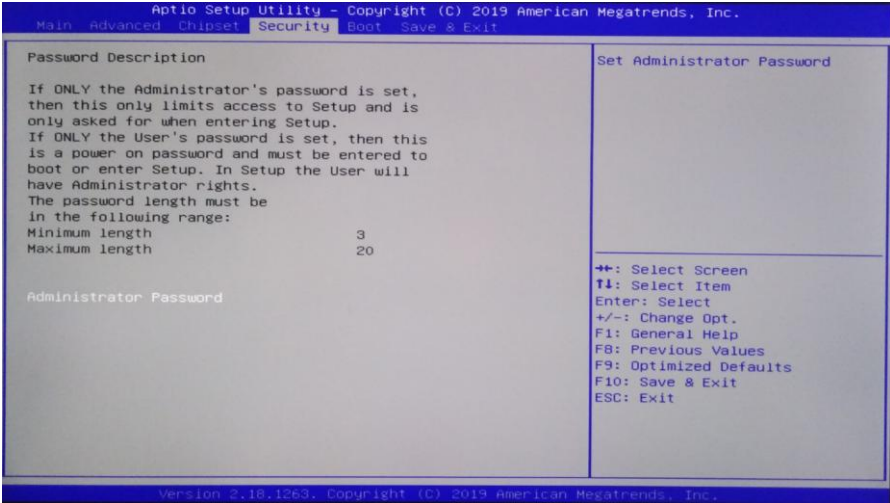 Aptio Setup Utility – Copyright (C) 2019 American Megatrends, Inc.
Main Advanced Chipset Security Boot Save & Exit
Password Description
If ONLY the Administrator's password is set,
then this only limits access to Setup and is
only asked for when entering Setup.
If ONLY the User's password is set, then this
is a power on password and must be entered to
boot or enter Setup. In Setup the User will
have Administrator rights.
The password length must be
in the following range:
Minimum length 3
Maximum length 20
Administrator Password
Set Administrator Password
→←: Select Screen
↑↓: Select Item
Enter: Select
+/-: Change Opt.
F1: General Help
F8: Previous Values
F9: Optimized Defaults
F10: Save & Exit
ESC: Exit
Version 2.18.1263. Copyright (C) 2019 American Megatrends, Inc.